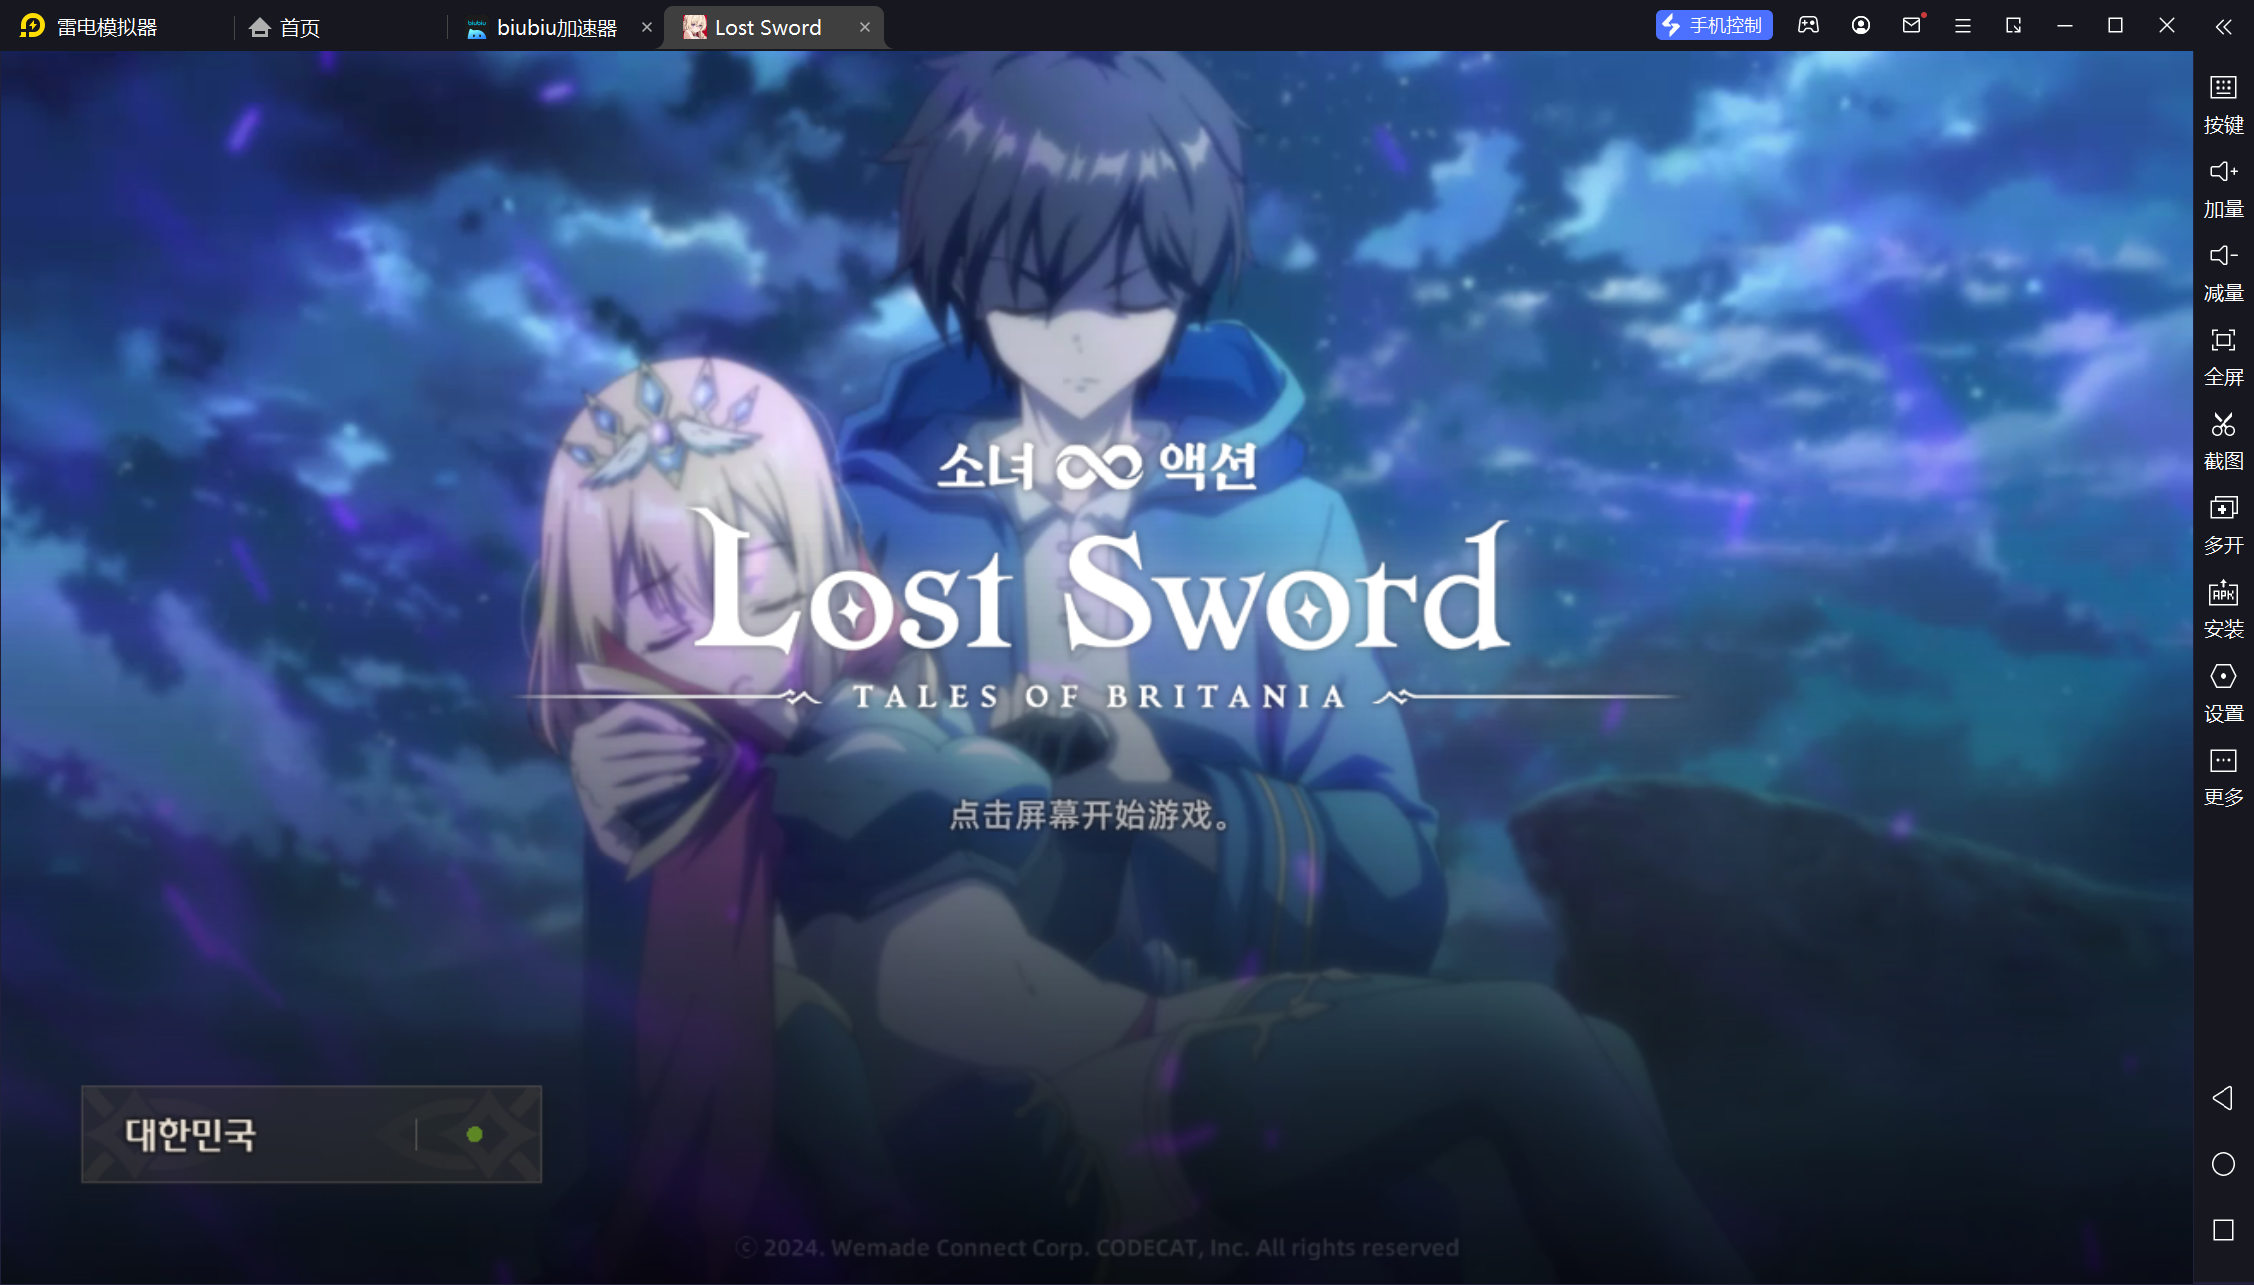 雷电模拟器
首页
biubiu加速器
Lost Sword
手机控制
按键
加量
减量
全屏
截图
多开
APK
安装
设置
更多
소녀 ∞ 액션
Lost Sword
TALES OF BRITANIA
点击屏幕开始游戏。
대한민국
© 2024. Wemade Connect Corp. CODECAT, Inc. All rights reserved